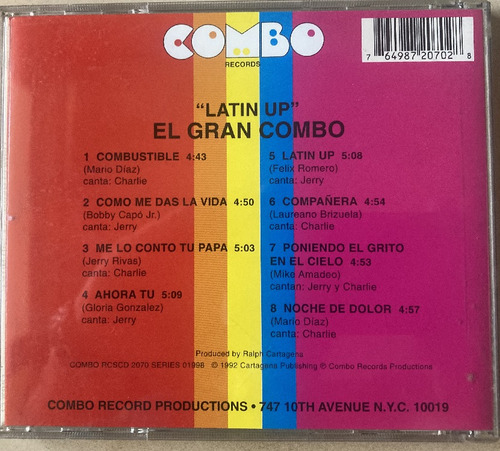 COMBO
RECORDS
7 64987 20702 8
"LATIN UP"
EL GRAN COMBO
1 COMBUSTIBLE 4:43
(Mario Díaz)
canta: Charlie
2 COMO ME DAS LA VIDA 4:50
(Bobby Capó Jr.)
canta: Jerry
3 ME LO CONTO TU PAPA 5:03
(Jerry Rivas)
canta: Charlie
4 AHORA TU 5:09
(Gloria Gonzalez)
canta: Jerry
5 LATIN UP 5:08
(Felix Romero)
canta: Jerry
6 COMPAÑERA 4:54
(Laureano Brizuela)
canta: Charlie
7 PONIENDO EL GRITO
EN EL CIELO 4:53
(Mike Amadeo)
cantan: Jerry y Charlie
8 NOCHE DE DOLOR 4:57
(Mario Díaz)
canta: Charlie
Produced by Ralph Cartagena
COMBO RCSCD 2070 SERIES 01998 © 1992 Cartagena Publishing ℗ Combo Records Productions
COMBO RECORD PRODUCTIONS • 747 10TH AVENUE N.Y.C. 10019